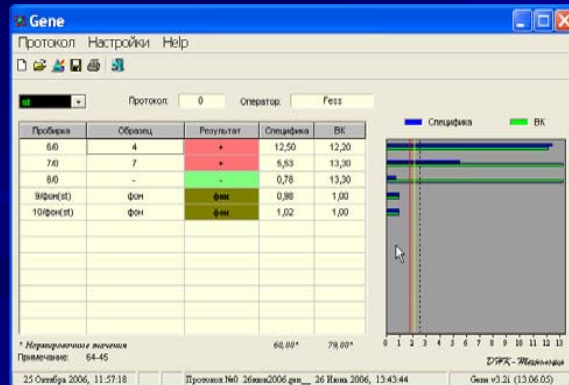 Gene
Протокол Настройки Help
st Протокол: 0 Оператор: Fess
Пробирка Образец Результат Специфика ВК
6/0 4 + 12,50 12,20
7/0 7 + 5,53 13,30
8/0 - - 0,78 13,30
9/фон(st) фон фон 0,98 1,00
10/фон(st) фон фон 1,02 1,00
Специфика ВК
0 1 2 3 4 5 6 7 8 9 10 11 12 13
* Нормировочные значения 60,00* 79,00*
Примечание: 64-45
ДНК-Технология
25 Октября 2006, 11:57:18 Протокол №0 26июн2006.gen__ 26 Июня 2006, 13:43:44 Gene v3.2i (13.06.05)